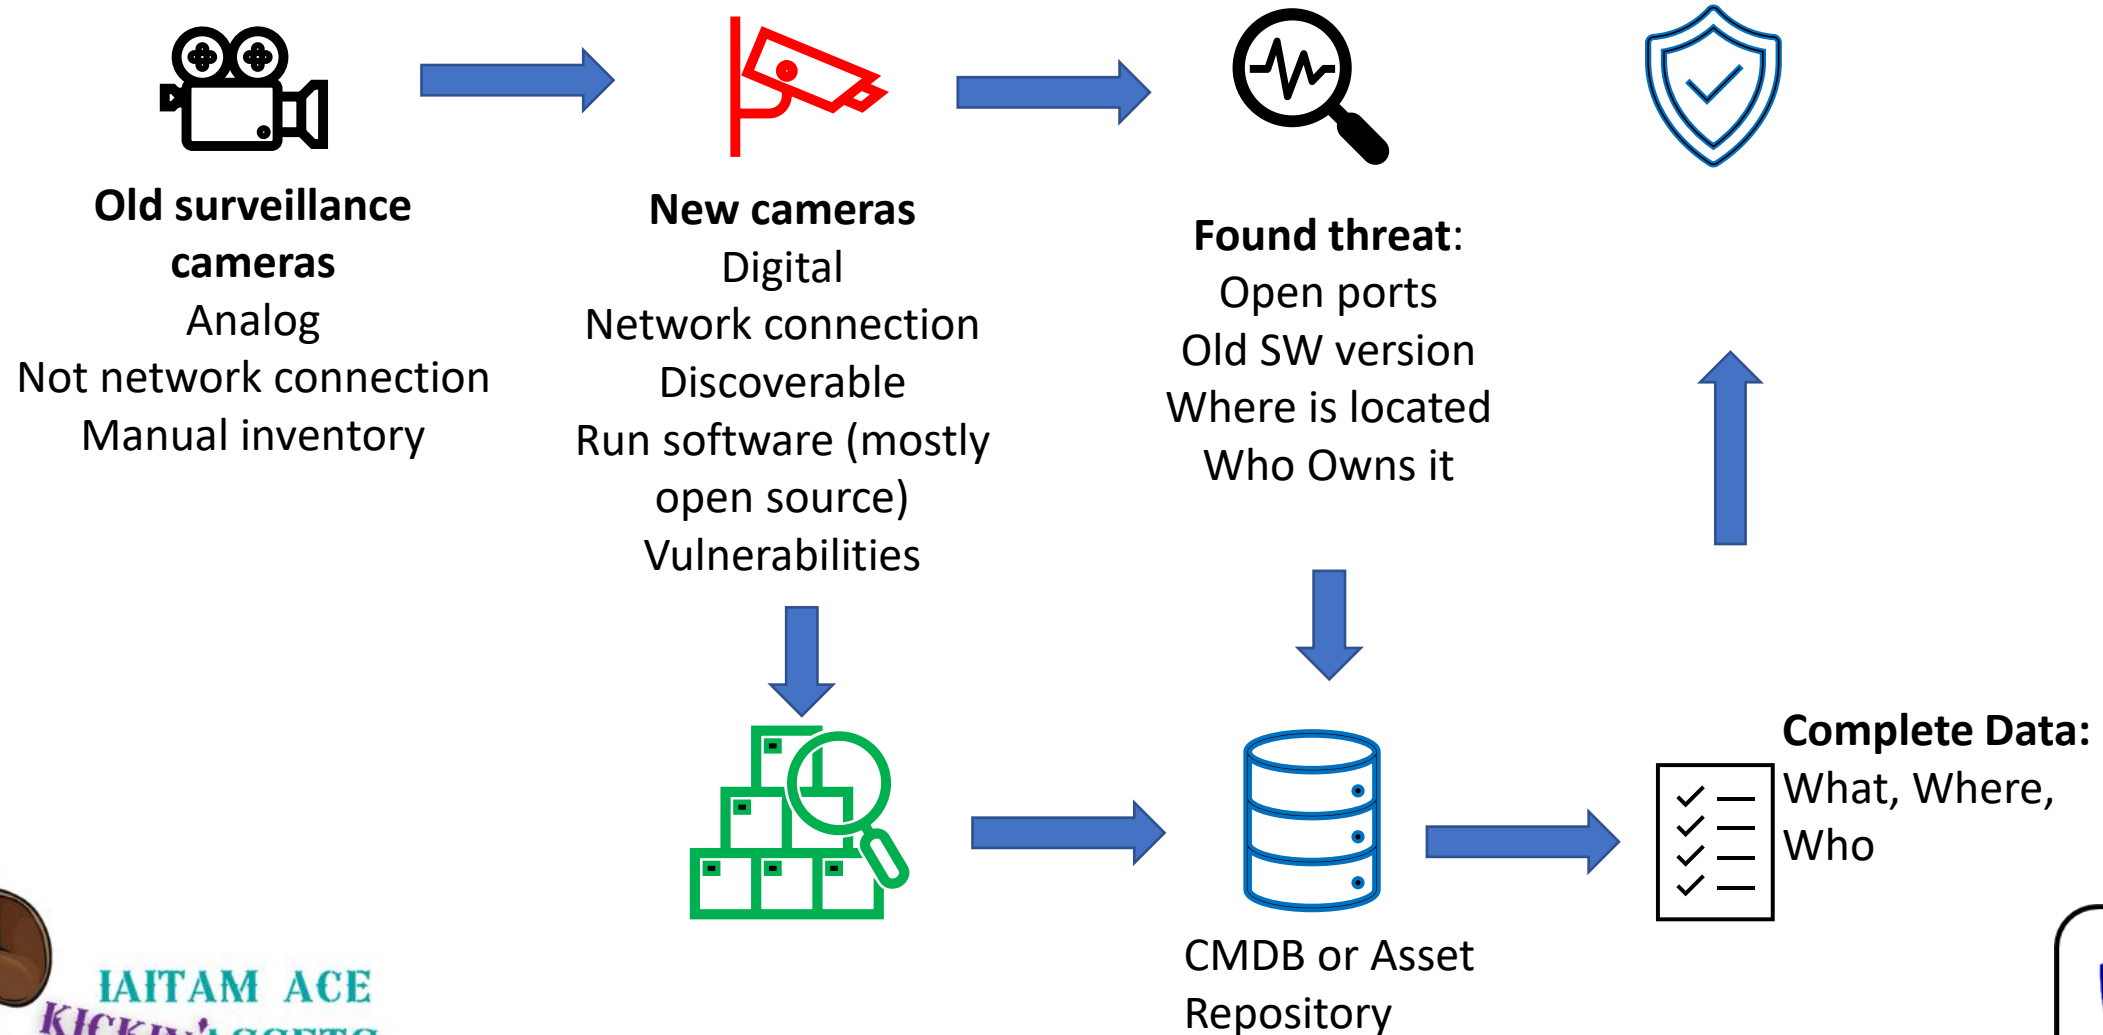 Old surveillance
cameras
Analog
Not network connection
Manual inventory
New cameras
Digital
Network connection
Discoverable
Run software (mostly
open source)
Vulnerabilities
Found threat:
Open ports
Old SW version
Where is located
Who Owns it
CMDB or Asset
Repository
Complete Data:
What, Where,
Who
IAITAM ACE